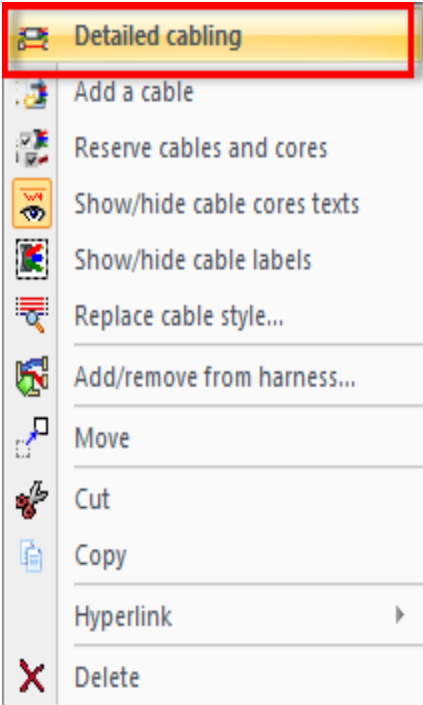 Detailed cabling
Add a cable
Reserve cables and cores
Show/hide cable cores texts
Show/hide cable labels
Replace cable style...
Add/remove from harness...
Move
Cut
Copy
Hyperlink
Delete